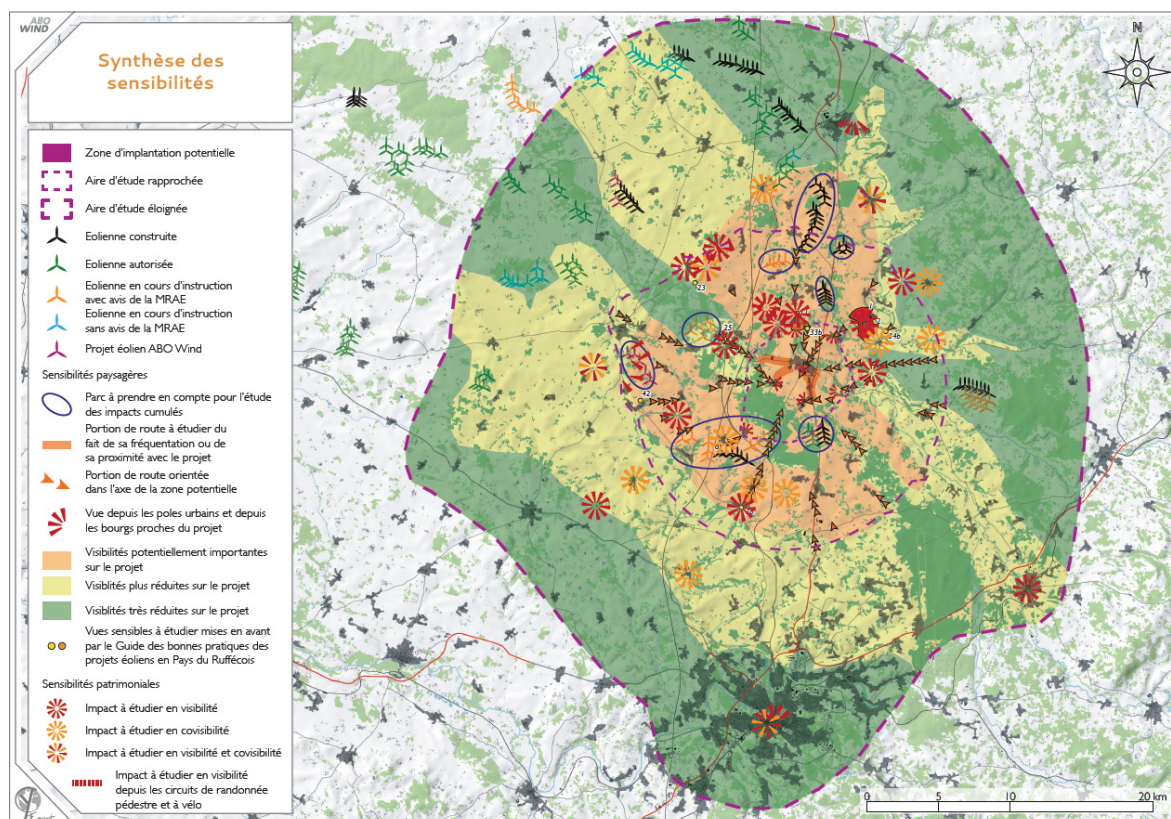 ABO
WIND
Synthèse des
sensibilités
Zone d'implantation potentielle
Aire d'étude rapprochée
Aire d'étude éloignée
Eolienne construite
Eolienne autorisée
Eolienne en cours d'instruction
avec avis de la MRAE
Eolienne en cours d'instruction
sans avis de la MRAE
Projet éolien ABO Wind
Sensibilités paysagères
Parc à prendre en compte pour l'étude
des impacts cumulés
Portion de route à étudier du
fait de sa fréquentation ou de
sa proximité avec le projet
Portion de route orientée
dans l'axe de la zone potentielle
Vue depuis les poles urbains et depuis
les bourgs proches du projet
Visibilités potentiellement importantes
sur le projet
Visiblités plus réduites sur le projet
Visiblités très réduites sur le projet
Vues sensibles à étudier mises en avant
par le Guide des bonnes pratiques des
projets éoliens en Pays du Ruffécois
Sensibilités patrimoniales
Impact à étudier en visibilité
Impact à étudier en covisibilité
Impact à étudier en visibilité et covisibilité
Impact à étudier en visibilité
depuis les circuits de randonnée
pédestre et à vélo
N
23
25
33b
34b
42
0 5 10 20 km